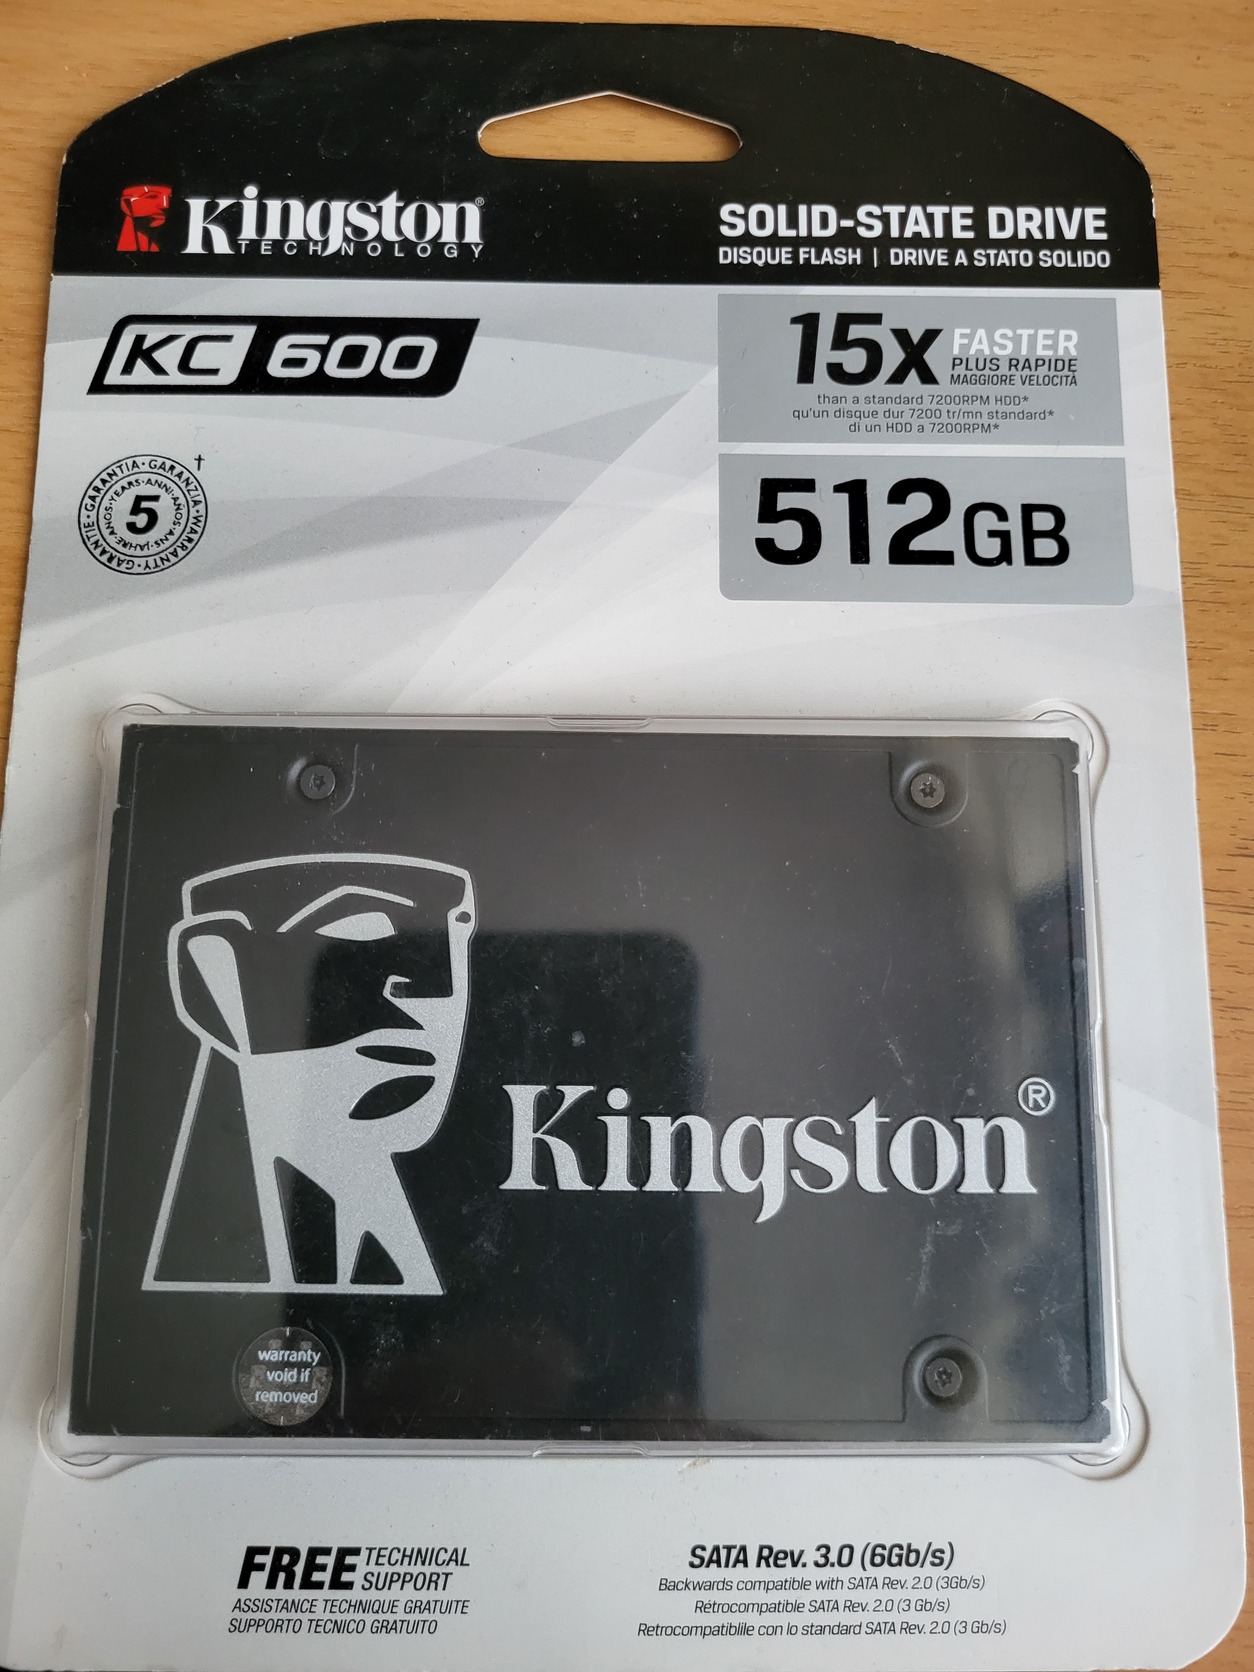 Kingston®
TECHNOLOGY
SOLID-STATE DRIVE
DISQUE FLASH | DRIVE A STATO SOLIDO
KC 600
15x FASTER
PLUS RAPIDE
MAGGIORE VELOCITÀ
than a standard 7200RPM HDD*
qu'un disque dur 7200 tr/mn standard*
di un HDD a 7200RPM*
GARANTIE·GARANTIA·GARANZIA·WARRANTY·
AÑOS·YEARS·ANNI·AÑOS·ANS·JAHRE·
5
†
512GB
Kingston®
warranty
void if
removed
FREE TECHNICAL
SUPPORT
ASSISTANCE TECHNIQUE GRATUITE
SUPPORTO TECNICO GRATUITO
SATA Rev. 3.0 (6Gb/s)
Backwards compatible with SATA Rev. 2.0 (3Gb/s)
Rétrocompatible SATA Rev. 2.0 (3 Gb/s)
Retrocompatiblile con lo standard SATA Rev. 2.0 (3 Gb/s)